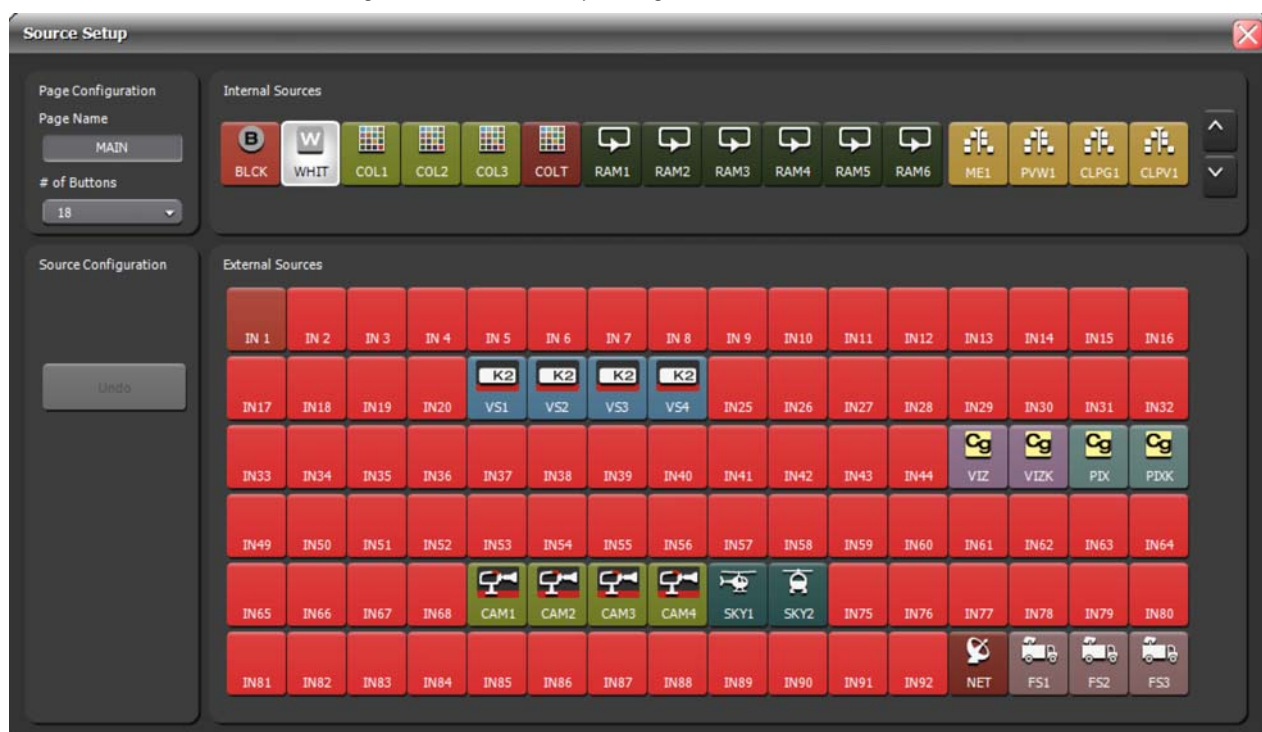 Source Setup
Page Configuration
Page Name
MAIN
# of Buttons
18
Internal Sources
B W
BLCK WHIT COL1 COL2 COL3 COLT RAM1 RAM2 RAM3 RAM4 RAM5 RAM6 ME1 PVW1 CLPG1 CLPV1
Source Configuration
Undo
External Sources
IN 1 IN 2 IN 3 IN 4 IN 5 IN 6 IN 7 IN 8 IN 9 IN10 IN11 IN12 IN13 IN14 IN15 IN16
K2 K2 K2 K2
IN17 IN18 IN19 IN20 VS1 VS2 VS3 VS4 IN25 IN26 IN27 IN28 IN29 IN30 IN31 IN32
Cg Cg Cg Cg
IN33 IN34 IN35 IN36 IN37 IN38 IN39 IN40 IN41 IN42 IN43 IN44 VIZ VIZK PIX PIXK
IN49 IN50 IN51 IN52 IN53 IN54 IN55 IN56 IN57 IN58 IN59 IN60 IN61 IN62 IN63 IN64
IN65 IN66 IN67 IN68 CAM1 CAM2 CAM3 CAM4 SKY1 SKY2 IN75 IN76 IN77 IN78 IN79 IN80
IN81 IN82 IN83 IN84 IN85 IN86 IN87 IN88 IN89 IN90 IN91 IN92 NET FS1 FS2 FS3